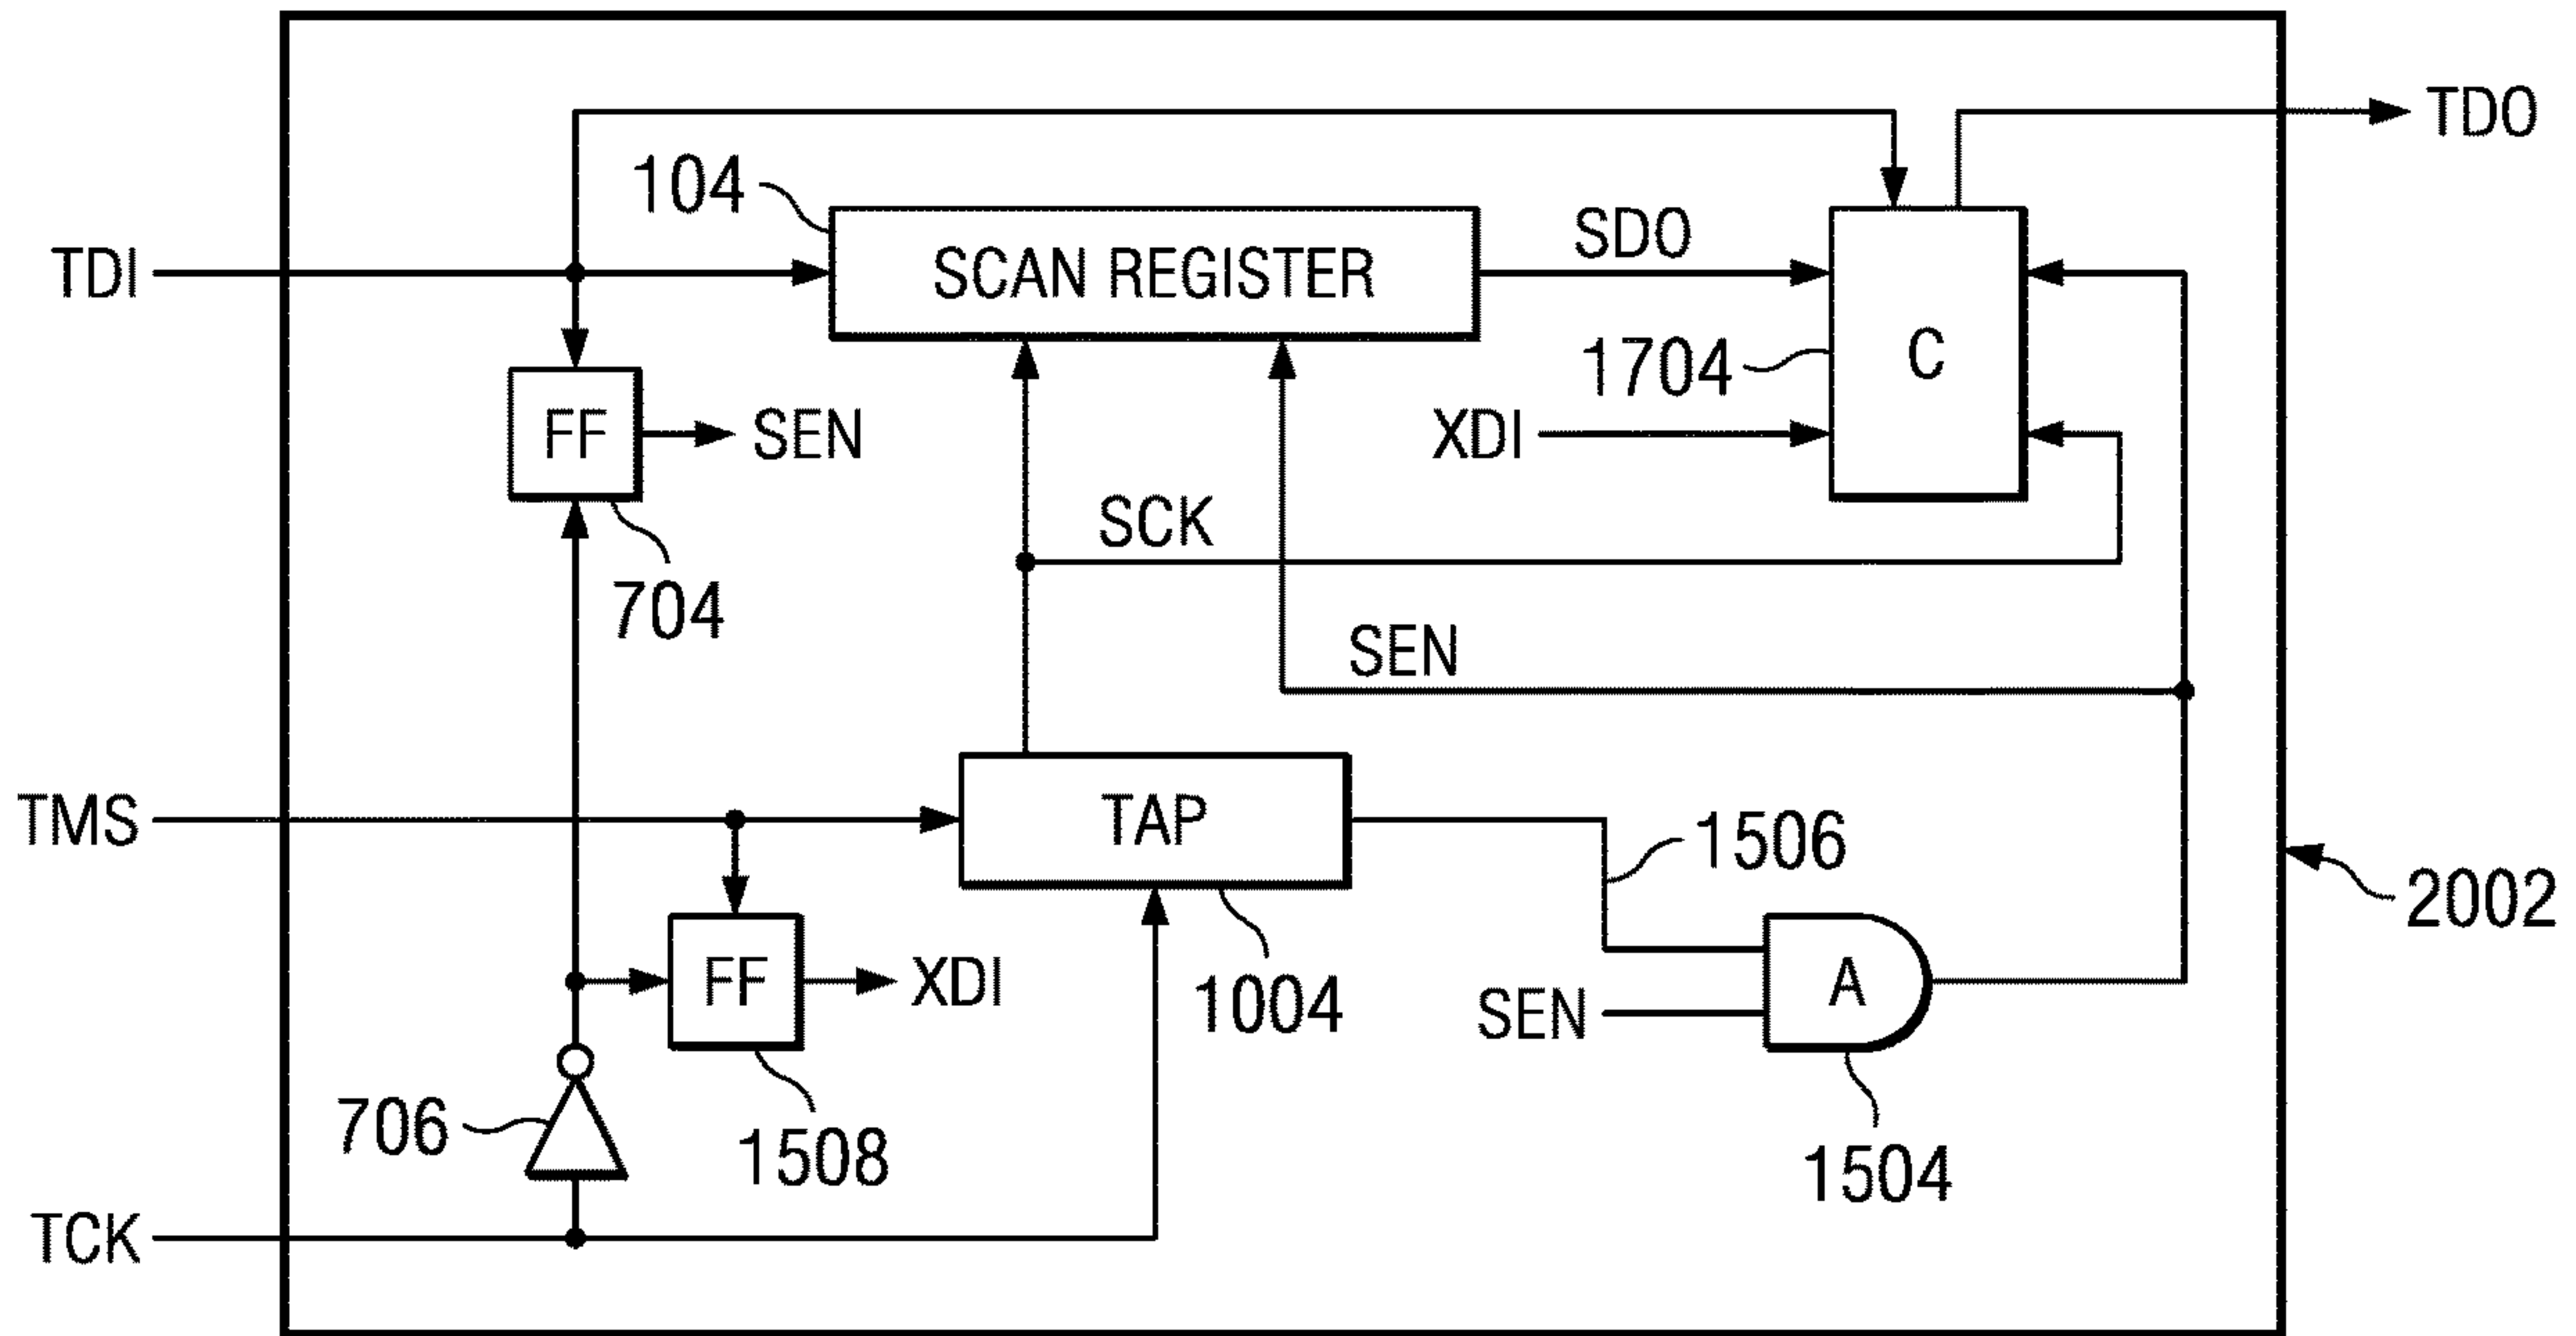 TDO
104
SDO
TDI
SCAN REGISTER
1704
C
FF
SEN
XDI
SCK
704
SEN
TMS
TAP
1506
2002
FF
XDI
1004
SEN
A
706
1508
1504
TCK